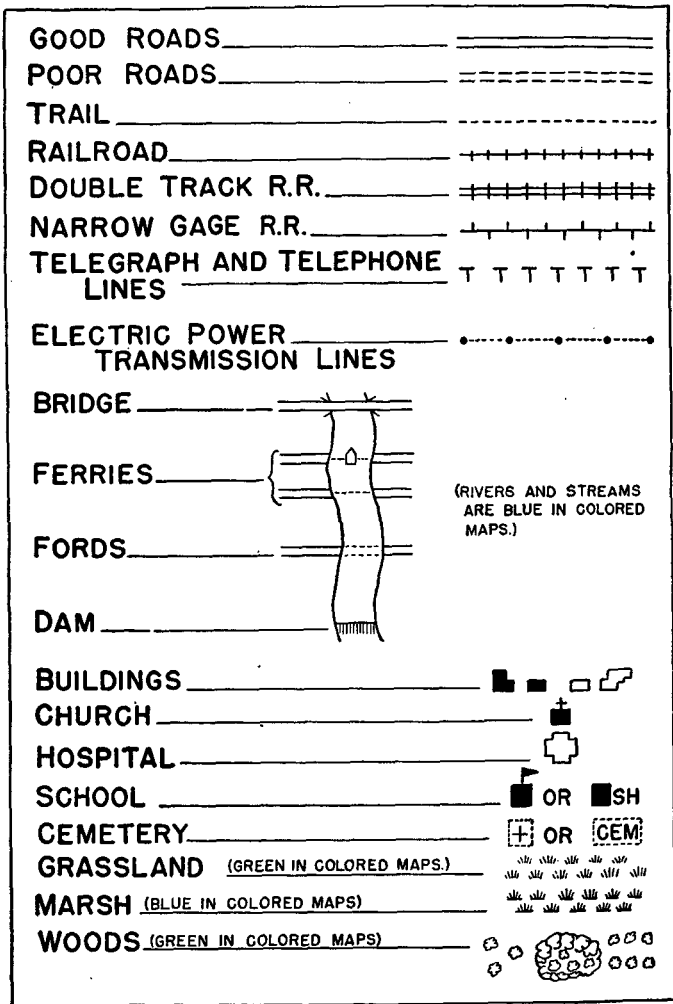 GOOD ROADS
POOR ROADS
TRAIL
RAILROAD
DOUBLE TRACK R.R.
NARROW GAGE R.R.
TELEGRAPH AND TELEPHONE
LINES
T T T T T T T
ELECTRIC POWER
TRANSMISSION LINES
BRIDGE
FERRIES
(RIVERS AND STREAMS
ARE BLUE IN COLORED
MAPS.)
FORDS
DAM
BUILDINGS
CHURCH
HOSPITAL
SCHOOL OR SH
CEMETERY OR CEM
GRASSLAND (GREEN IN COLORED MAPS.)
MARSH (BLUE IN COLORED MAPS)
WOODS (GREEN IN COLORED MAPS)